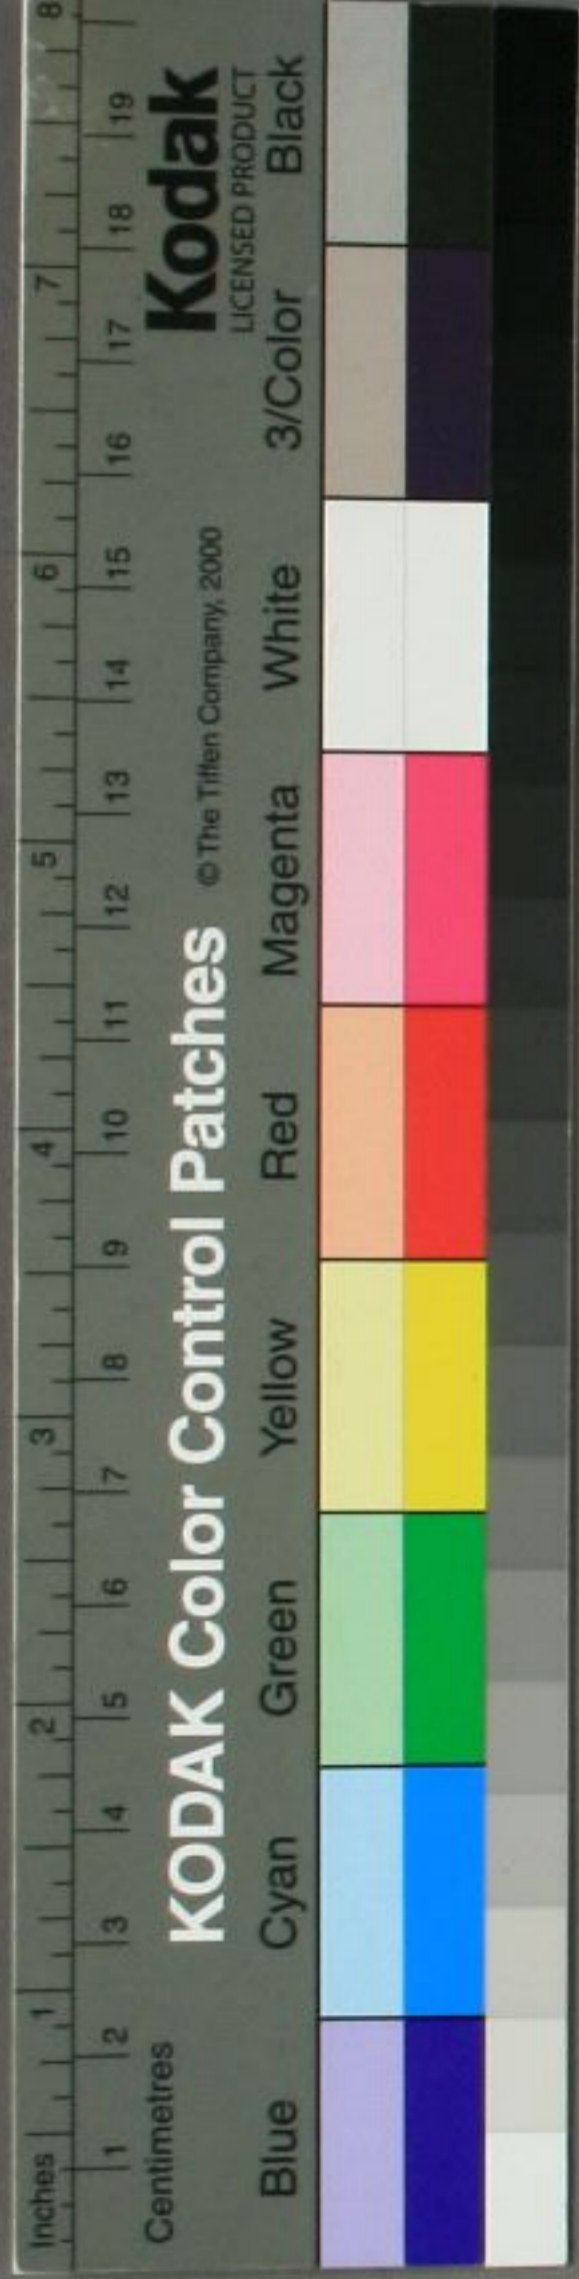 Inches 1 2 3 4 5 6 7 8
Centimetres 1 2 3 4 5 6 7 8 9 10 11 12 13 14 15 16 17 18 19
KODAK Color Control Patches © The Tiffen Company, 2000 Kodak
LICENSED PRODUCT
Blue Cyan Green Yellow Red Magenta White 3/Color Black